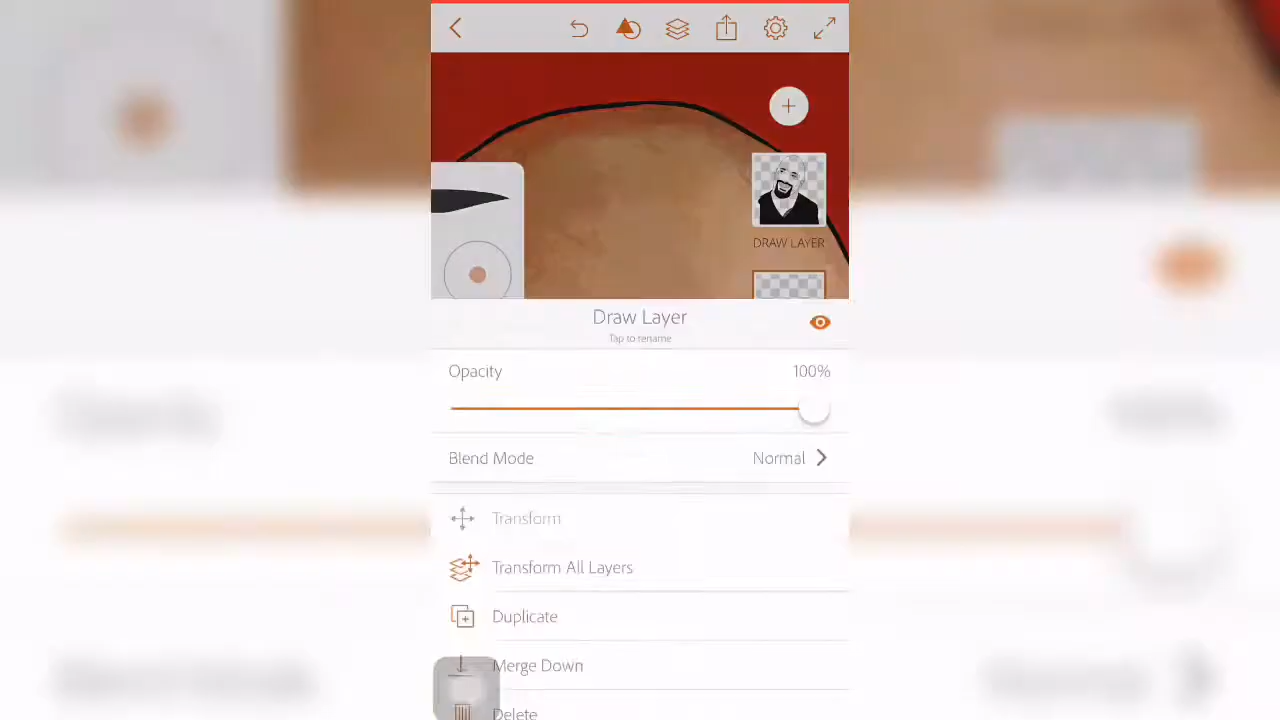 DRAW LAYER
Draw Layer
Tap to rename
Opacity 100%
Blend Mode Normal
Transform
Transform All Layers
Duplicate
Merge Down
Delete